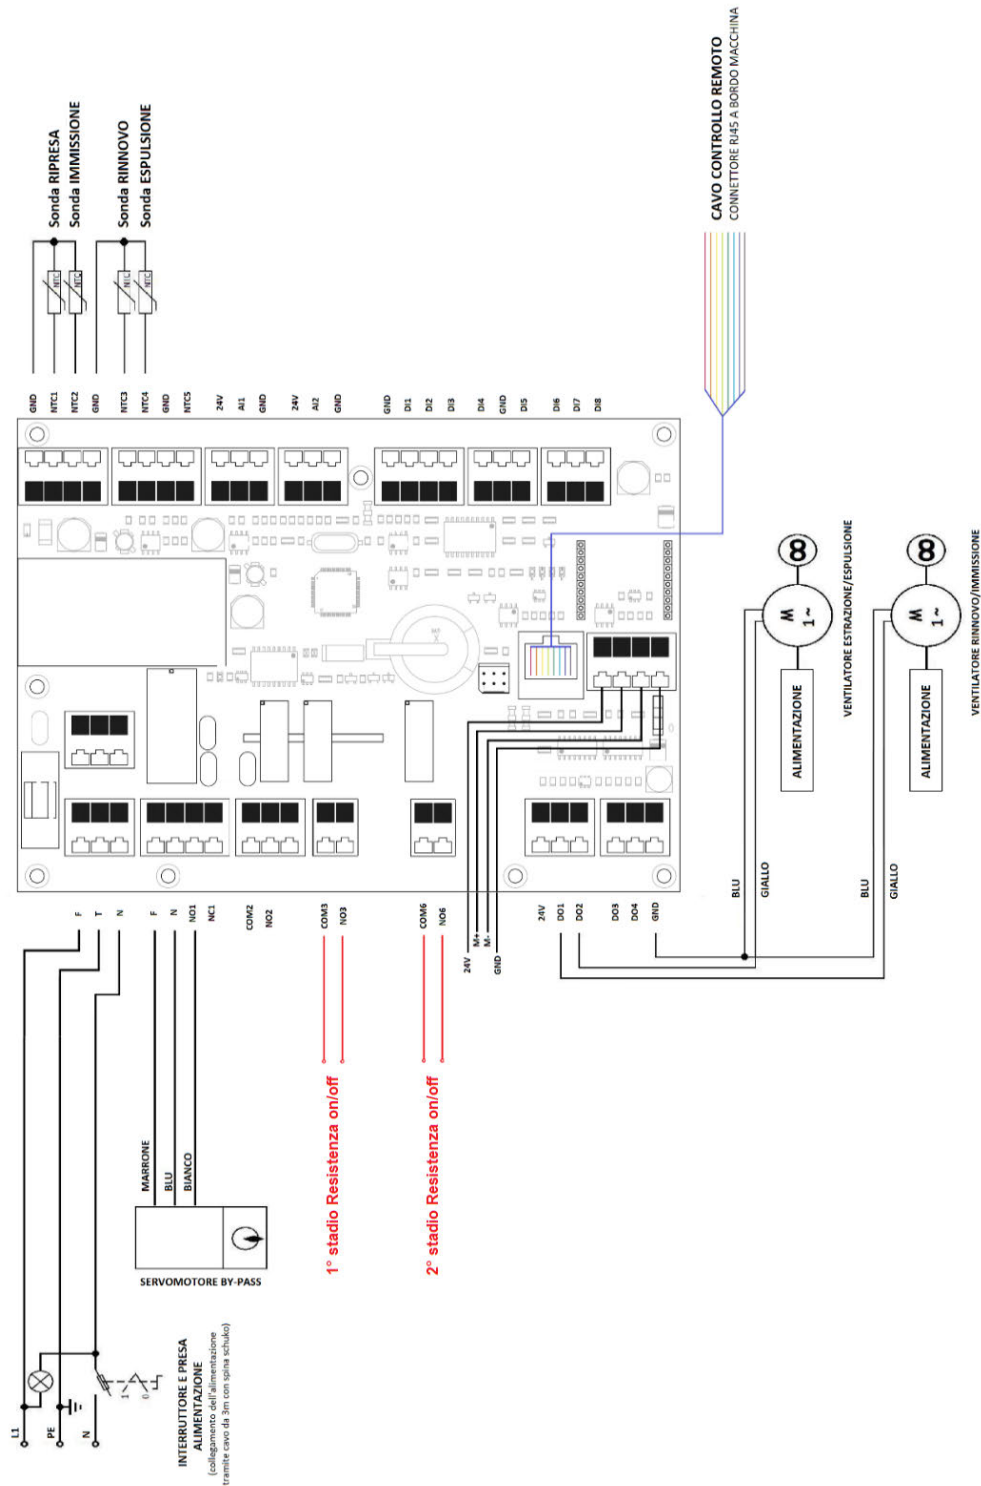 Sonda RIPRESA
Sonda IMMISSIONE
Sonda RINNOVO
Sonda ESPULSIONE
NTC
NTC
NTC
NTC
CAVO CONTROLLO REMOTO
CONNETTORE RJ45 A BORDO MACCHINA
GND
NTC1
NTC2
GND
NTC3
NTC4
GND
NTC5
24V
AI1
GND
24V
AI2
GND
GND
DI1
DI2
DI3
DI4
GND
DI5
DI6
DI7
DI8
M
1~
VENTILATORE ESTRAZIONE/ESPULSIONE
ALIMENTAZIONE
M
1~
VENTILATORE RINNOVO/IMMISSIONE
ALIMENTAZIONE
BLU
GIALLO
BLU
GIALLO
F
T
N
F
N
NO1
NC1
COM2
NO2
COM3
NO3
COM6
NO6
24V
M+
M-
GND
24V
DO1
DO2
DO3
DO4
GND
1° stadio Resistenza on/off
2° stadio Resistenza on/off
MARRONE
BLU
BIANCO
SERVOMOTORE BY-PASS
L1
PE
N
1
0
INTERRUTTORE E PRESA
ALIMENTAZIONE
(collegamento dell'alimentazione
tramite cavo da 3m con spina schuko)